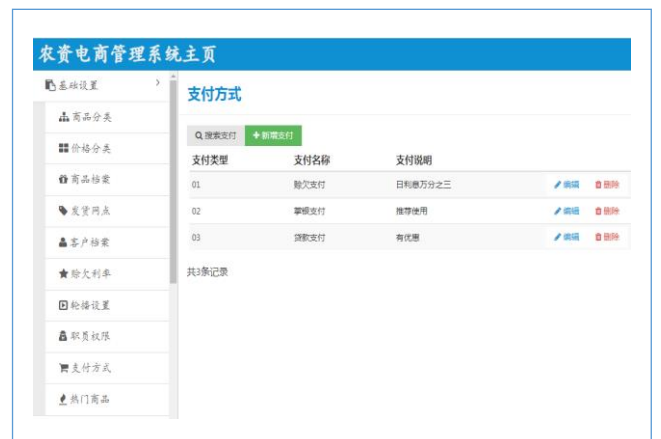 农资电商管理系统主页
基础设置
商品分类
价格分类
商品档案
发货网点
客户档案
赊欠利率
轮播设置
职员权限
支付方式
热门商品
支付方式
搜索支付 新增支付
支付类型 支付名称 支付说明
01 赊欠支付 日利息万分之三 编辑 删除
02 掌银支付 推荐使用 编辑 删除
03 贷款支付 有优惠 编辑 删除
共3条记录